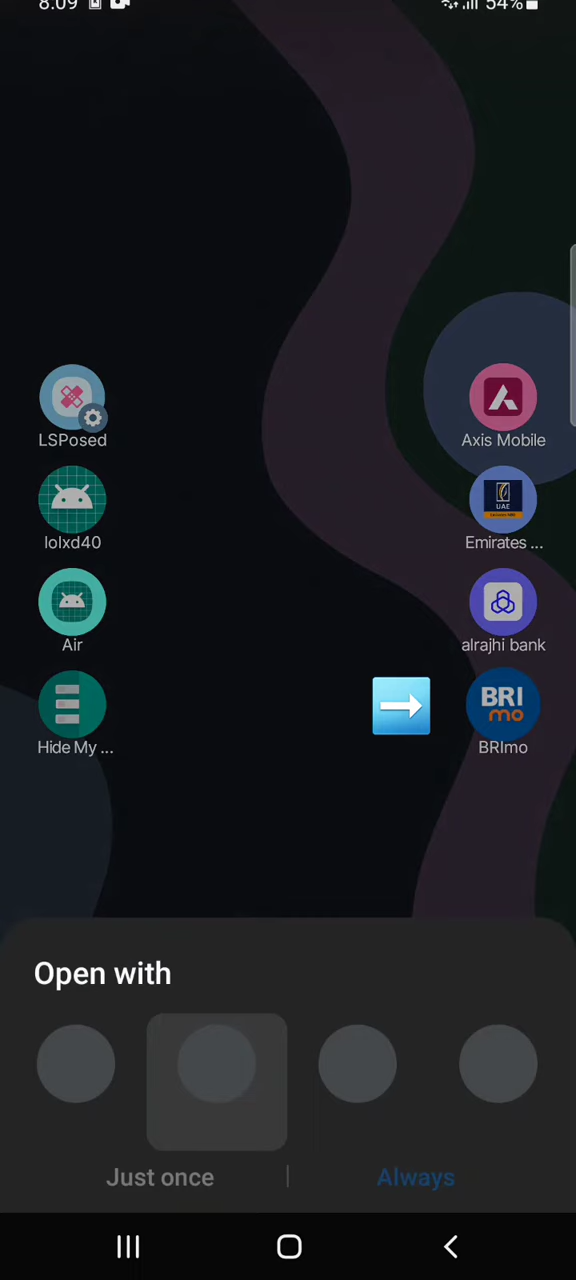 8:09 54%
LSPosed
Axis Mobile
lolxd40
UAE
Emirates ...
Air
alrajhi bank
BRI
mo
Hide My ...
BRImo
Open with
Just once
Always